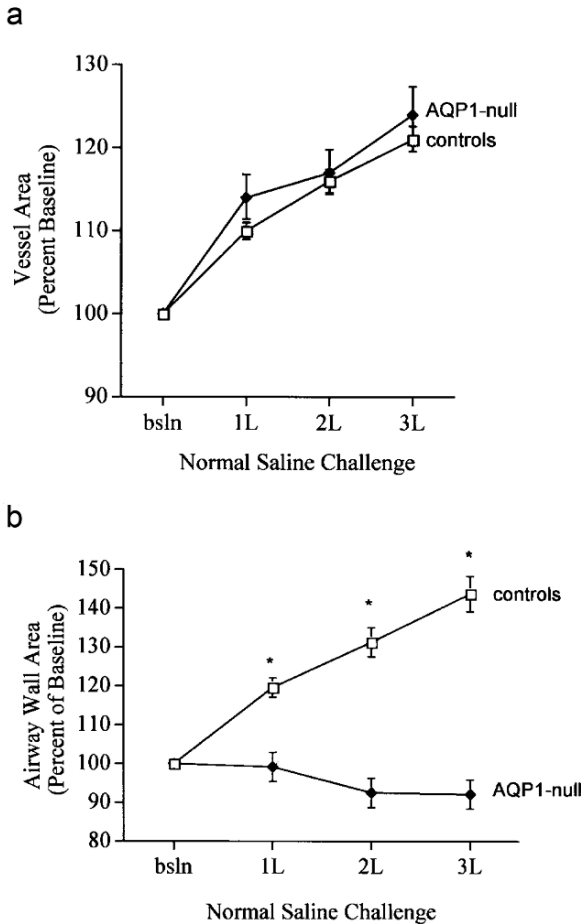 a
130
120
110
100
90
Vessel Area
(Percent Baseline)
AQP1-null
controls
bsln 1L 2L 3L
Normal Saline Challenge
b
150
140
130
120
110
100
90
80
Airway Wall Area
(Percent of Baseline)
* * *
controls
AQP1-null
bsln 1L 2L 3L
Normal Saline Challenge